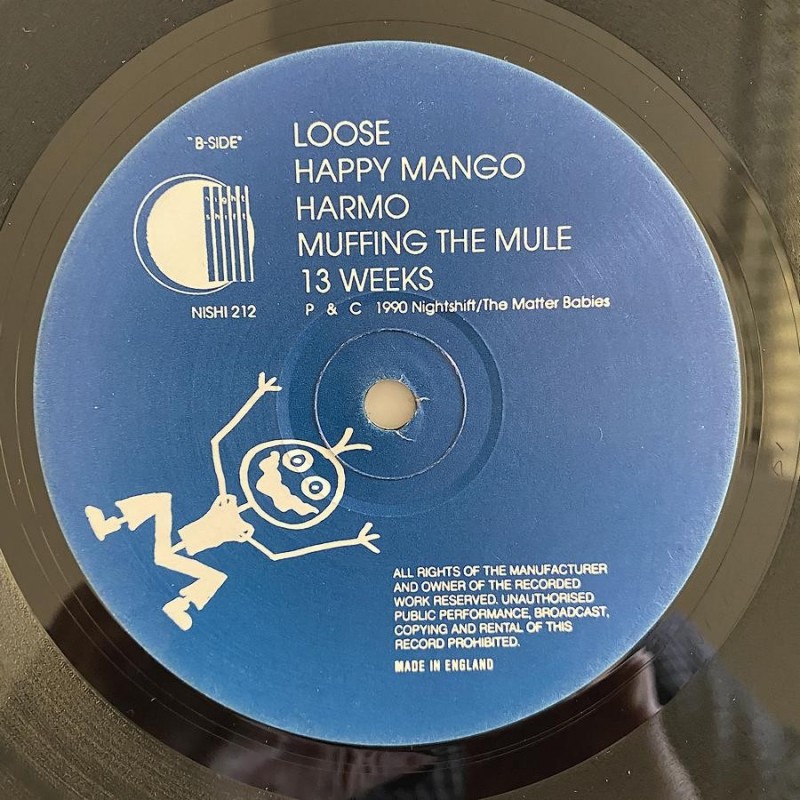 "B-SIDE"
night
shift
NISHI 212
LOOSE
HAPPY MANGO
HARMO
MUFFING THE MULE
13 WEEKS
P & C 1990 Nightshift/The Matter Babies
ALL RIGHTS OF THE MANUFACTURER
AND OWNER OF THE RECORDED
WORK RESERVED. UNAUTHORISED
PUBLIC PERFORMANCE, BROADCAST,
COPYING AND RENTAL OF THIS
RECORD PROHIBITED.
MADE IN ENGLAND